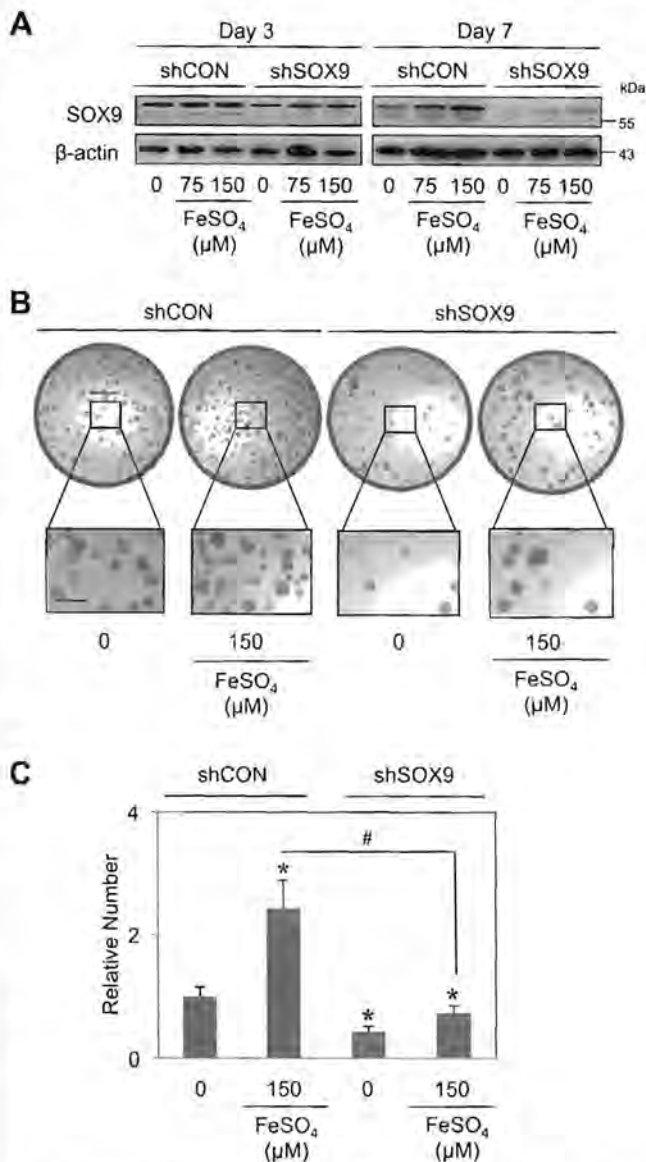 A
Day 3 Day 7
shCON shSOX9 shCON shSOX9
kDa
SOX9
55
β-actin
43
0 75 150 0 75 150 0 75 150 0 75 150
FeSO₄ FeSO₄ FeSO₄ FeSO₄
(µM) (µM) (µM) (µM)
B
shCON shSOX9
0 150 0 150
FeSO₄ FeSO₄
(µM) (µM)
C
shCON shSOX9
4
#
*
2
Relative Number
* *
0
0 150 0 150
FeSO₄ FeSO₄
(µM) (µM)